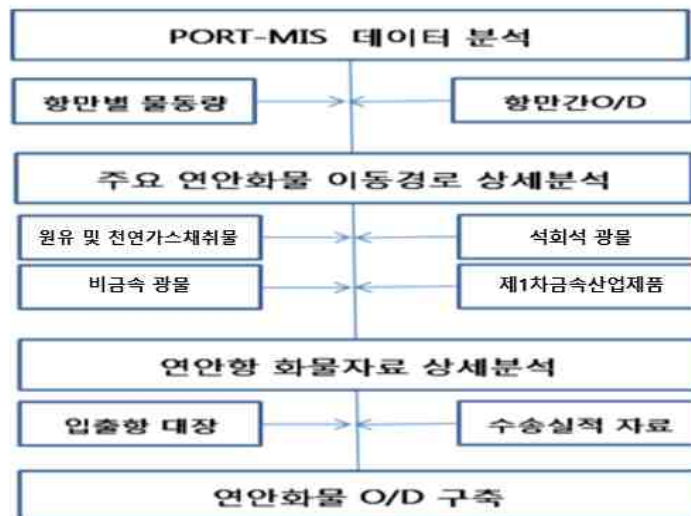 PORT-MIS 데이터 분석
항만별 물동량
항만간O/D
주요 연안화물 이동경로 상세분석
원유 및 천연가스채취물
석회석 광물
비금속 광물
제1차금속산업제품
연안항 화물자료 상세분석
입출항 대장
수송실적 자료
연안화물 O/D 구축